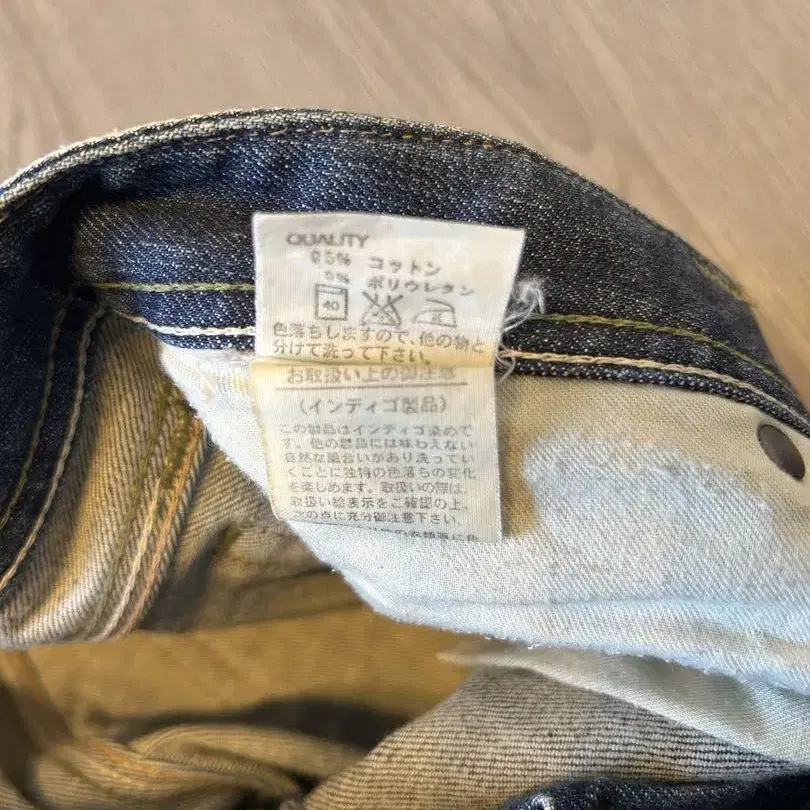 QUALITY
95% コットン
5% ポリウレタン
40
色落ちし忘すので、他の物と
分けて洗って下さい。
お取扱い上の御注意
(インディゴ製品)
この製品はインディゴ染めで
す。他の製品には味わえない
自然な風合いがあり洗ってい
くごとに独特の色落ちの変化
を楽しめます。取扱いの際は、
取扱い絵表示をご確認の上、
次の点に充分御注意下さい。